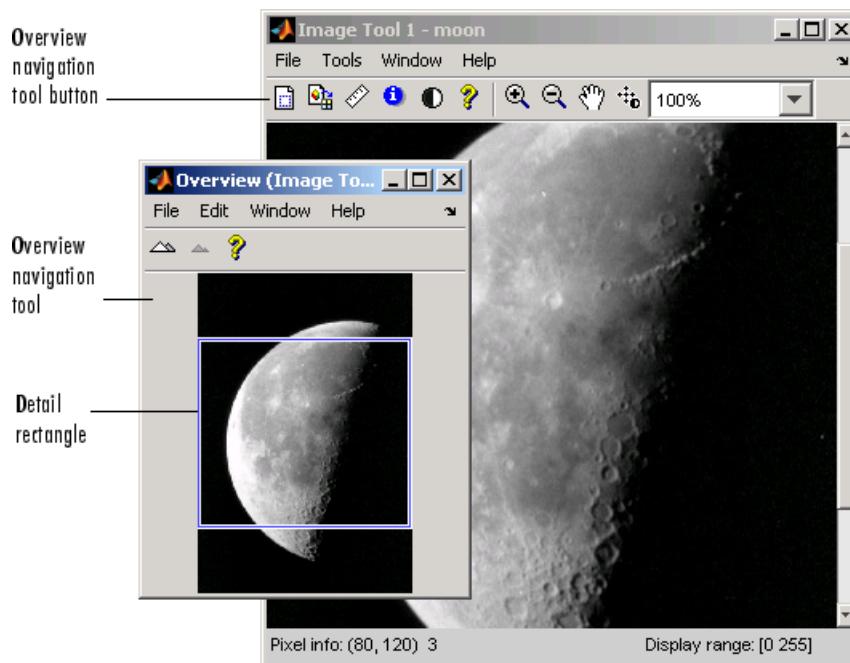 Overview
navigation
tool button
Image Tool 1 - moon
File Tools Window Help
100%
Overview (Image To...
File Edit Window Help
Overview
navigation
tool
Detail
rectangle
Pixel info: (80, 120) 3
Display range: [0 255]